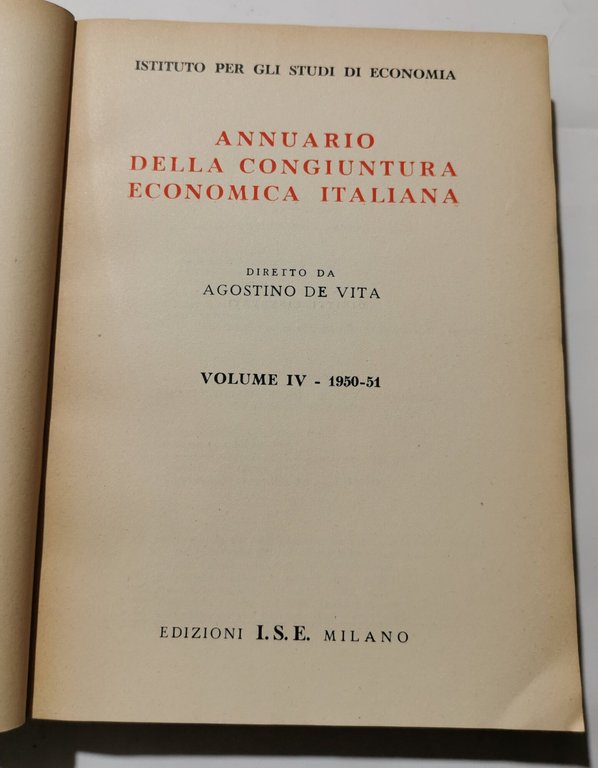 ISTITUTO PER GLI STUDI DI ECONOMIA
ANNUARIO
DELLA CONGIUNTURA
ECONOMICA ITALIANA
DIRETTO DA
AGOSTINO DE VITA
VOLUME IV - 1950-51
EDIZIONI I. S. E. MILANO